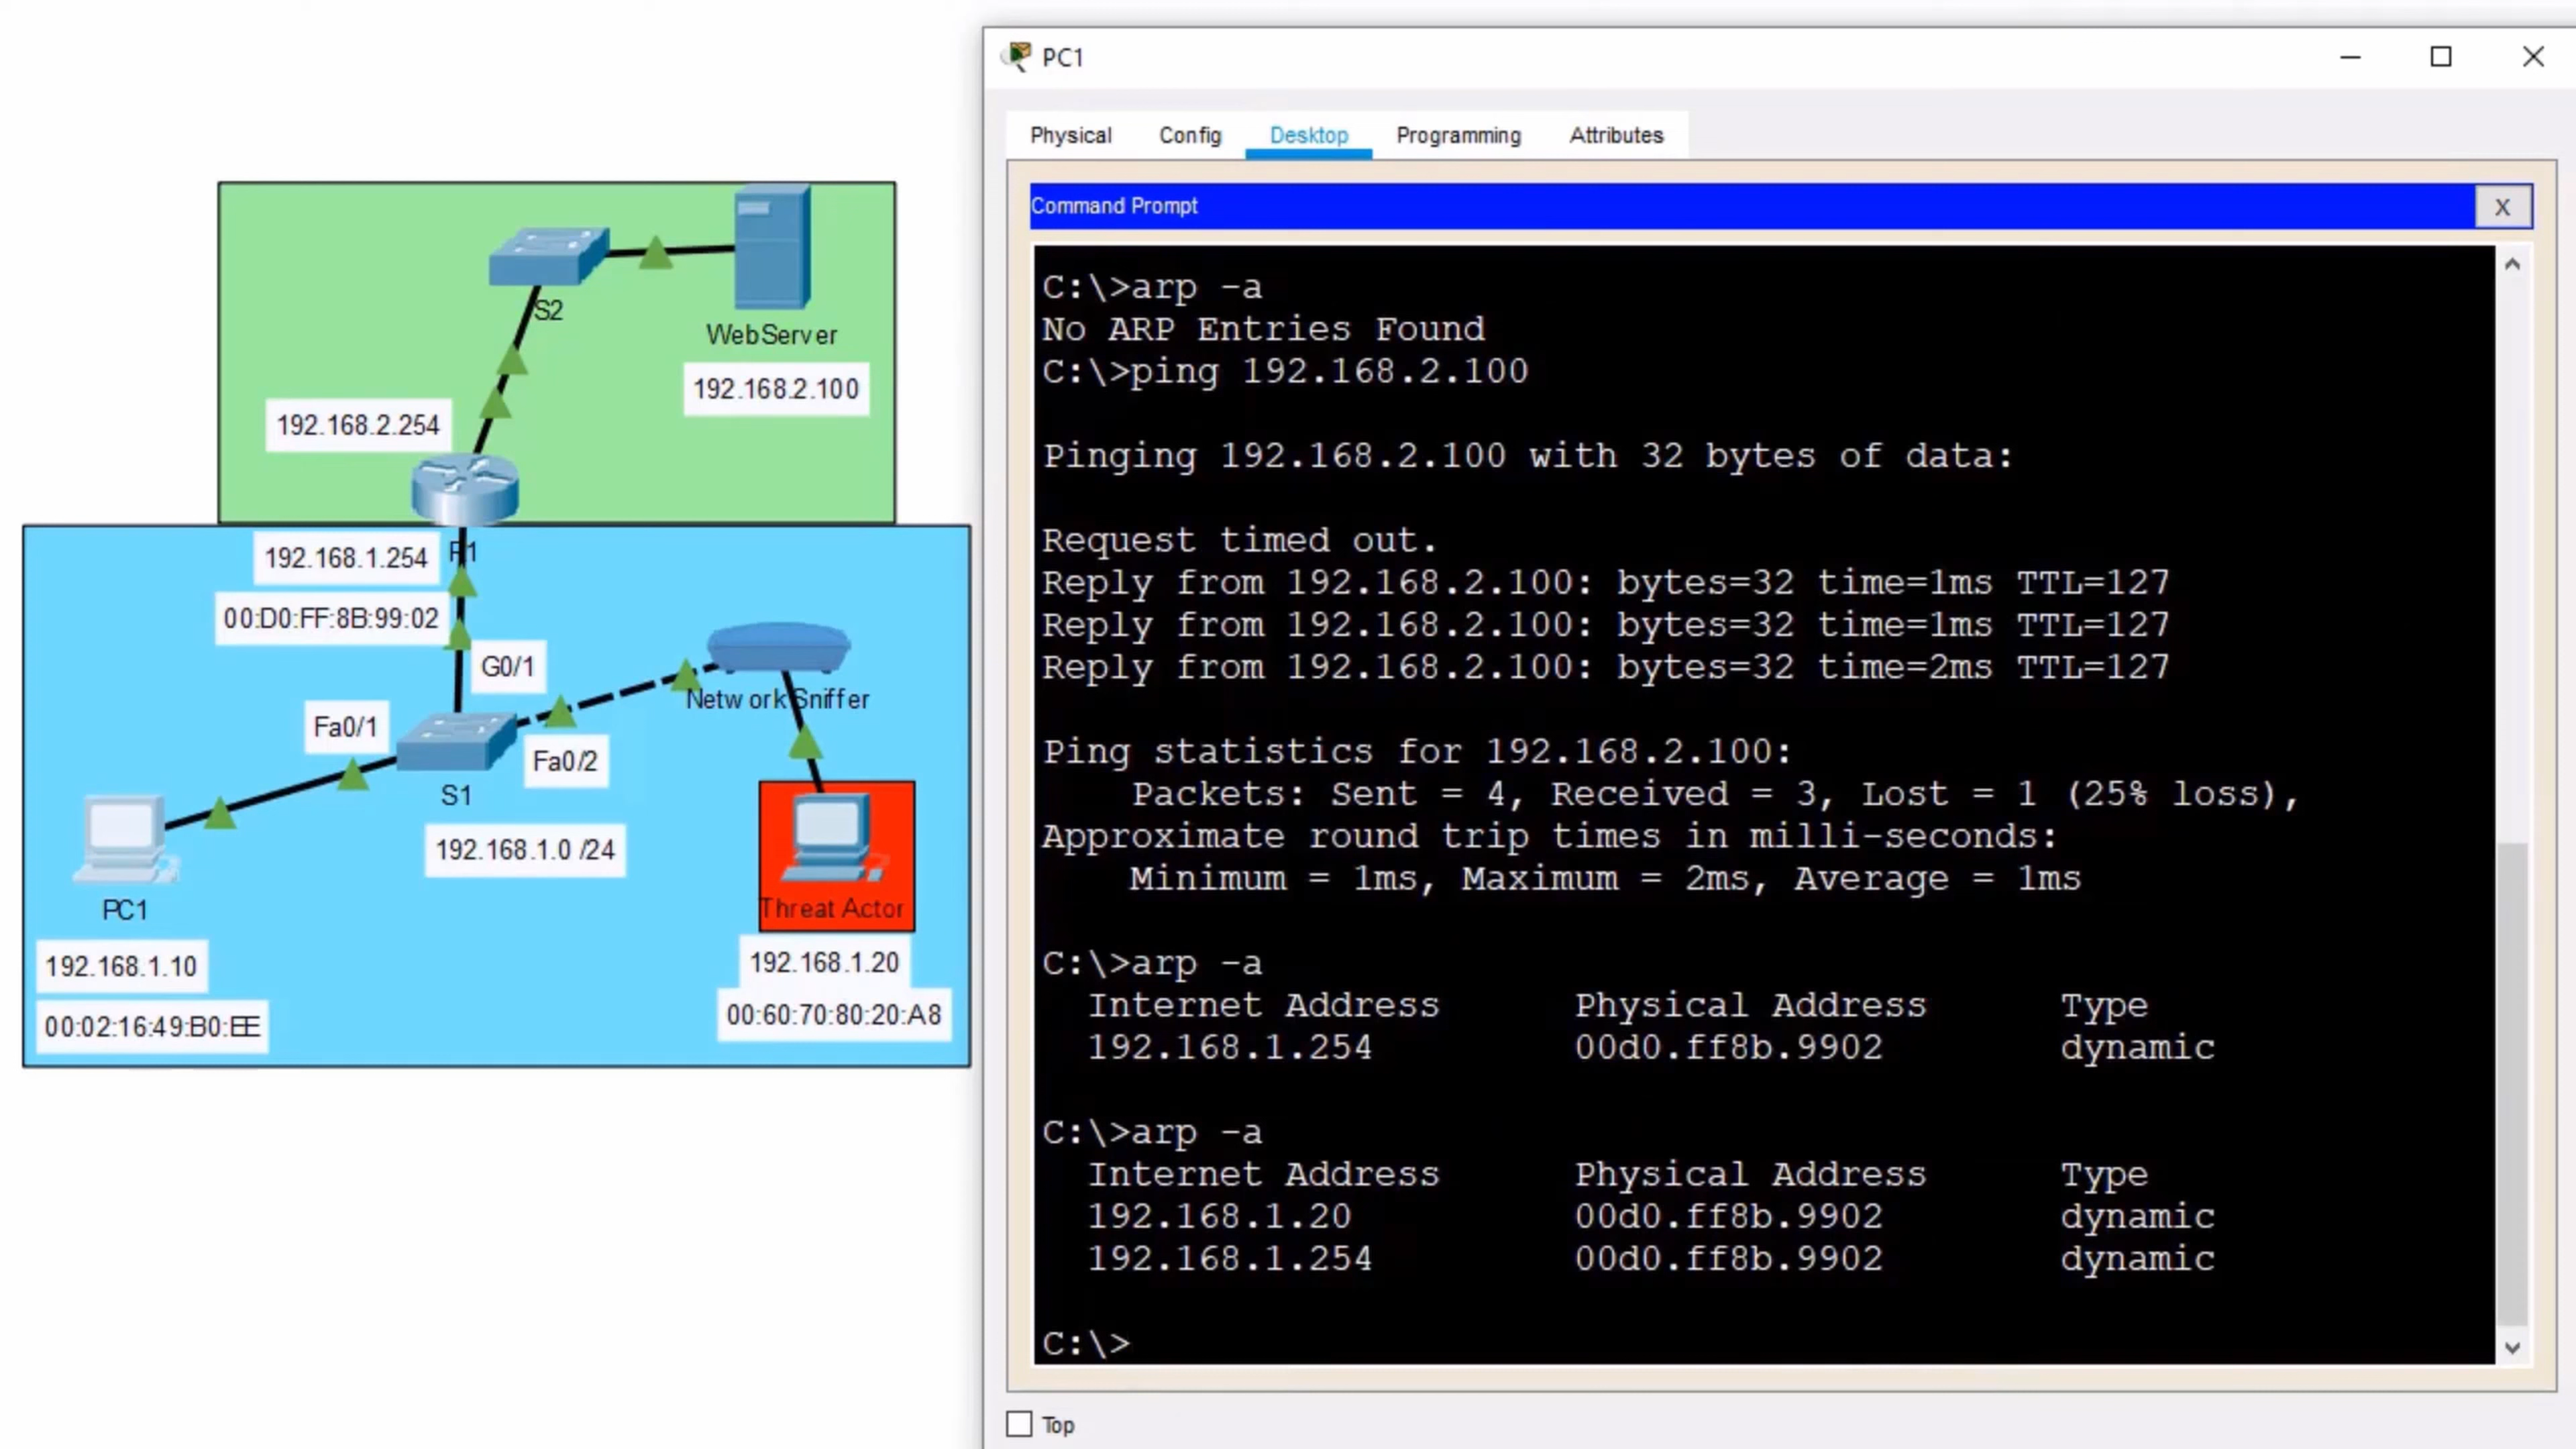 S2
WebServer
192.168.2.100
192.168.2.254
192.168.1.254
R1
00:D0:FF:8B:99:02
G0/1
Network Sniffer
Fa0/1
Fa0/2
S1
192.168.1.0 /24
PC1
Threat Actor
192.168.1.10
192.168.1.20
00:02:16:49:B0:EE
00:60:70:80:20:A8
PC1
Physical Config Desktop Programming Attributes
Command Prompt X
C:\>arp -a
No ARP Entries Found
C:\>ping 192.168.2.100
Pinging 192.168.2.100 with 32 bytes of data:
Request timed out.
Reply from 192.168.2.100: bytes=32 time=1ms TTL=127
Reply from 192.168.2.100: bytes=32 time=1ms TTL=127
Reply from 192.168.2.100: bytes=32 time=2ms TTL=127
Ping statistics for 192.168.2.100:
Packets: Sent = 4, Received = 3, Lost = 1 (25% loss),
Approximate round trip times in milli-seconds:
Minimum = 1ms, Maximum = 2ms, Average = 1ms
C:\>arp -a
Internet Address Physical Address Type
192.168.1.254 00d0.ff8b.9902 dynamic
C:\>arp -a
Internet Address Physical Address Type
192.168.1.20 00d0.ff8b.9902 dynamic
192.168.1.254 00d0.ff8b.9902 dynamic
C:\>
Top